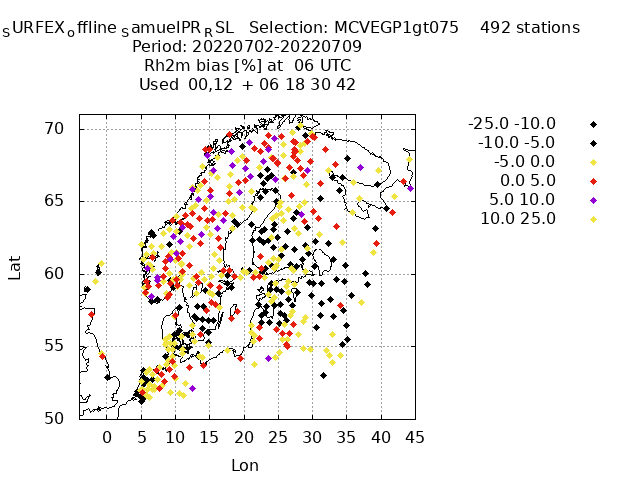 SURFEXoffline SamuelPRRSL Selection: MCVEGP1gt075 492 stations
Period: 20220702-20220709
Rh2m bias [%] at 06 UTC
Used 00,12 + 06 18 30 42
-25.0 -10.0
-10.0 -5.0
-5.0 0.0
0.0 5.0
5.0 10.0
10.0 25.0
70
65
60
55
50
Lat
0 5 10 15 20 25 30 35 40 45
Lon